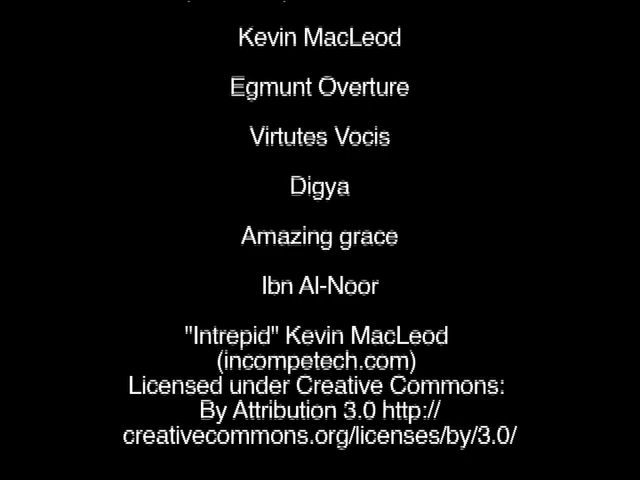 Kevin MacLeod
Egmunt Overture
Virtutes Vocis
Digya
Amazing grace
Ibn Al-Noor
"Intrepid" Kevin MacLeod
(incompetech.com)
Licensed under Creative Commons:
By Attribution 3.0 http://
creativecommons.org/licenses/by/3.0/